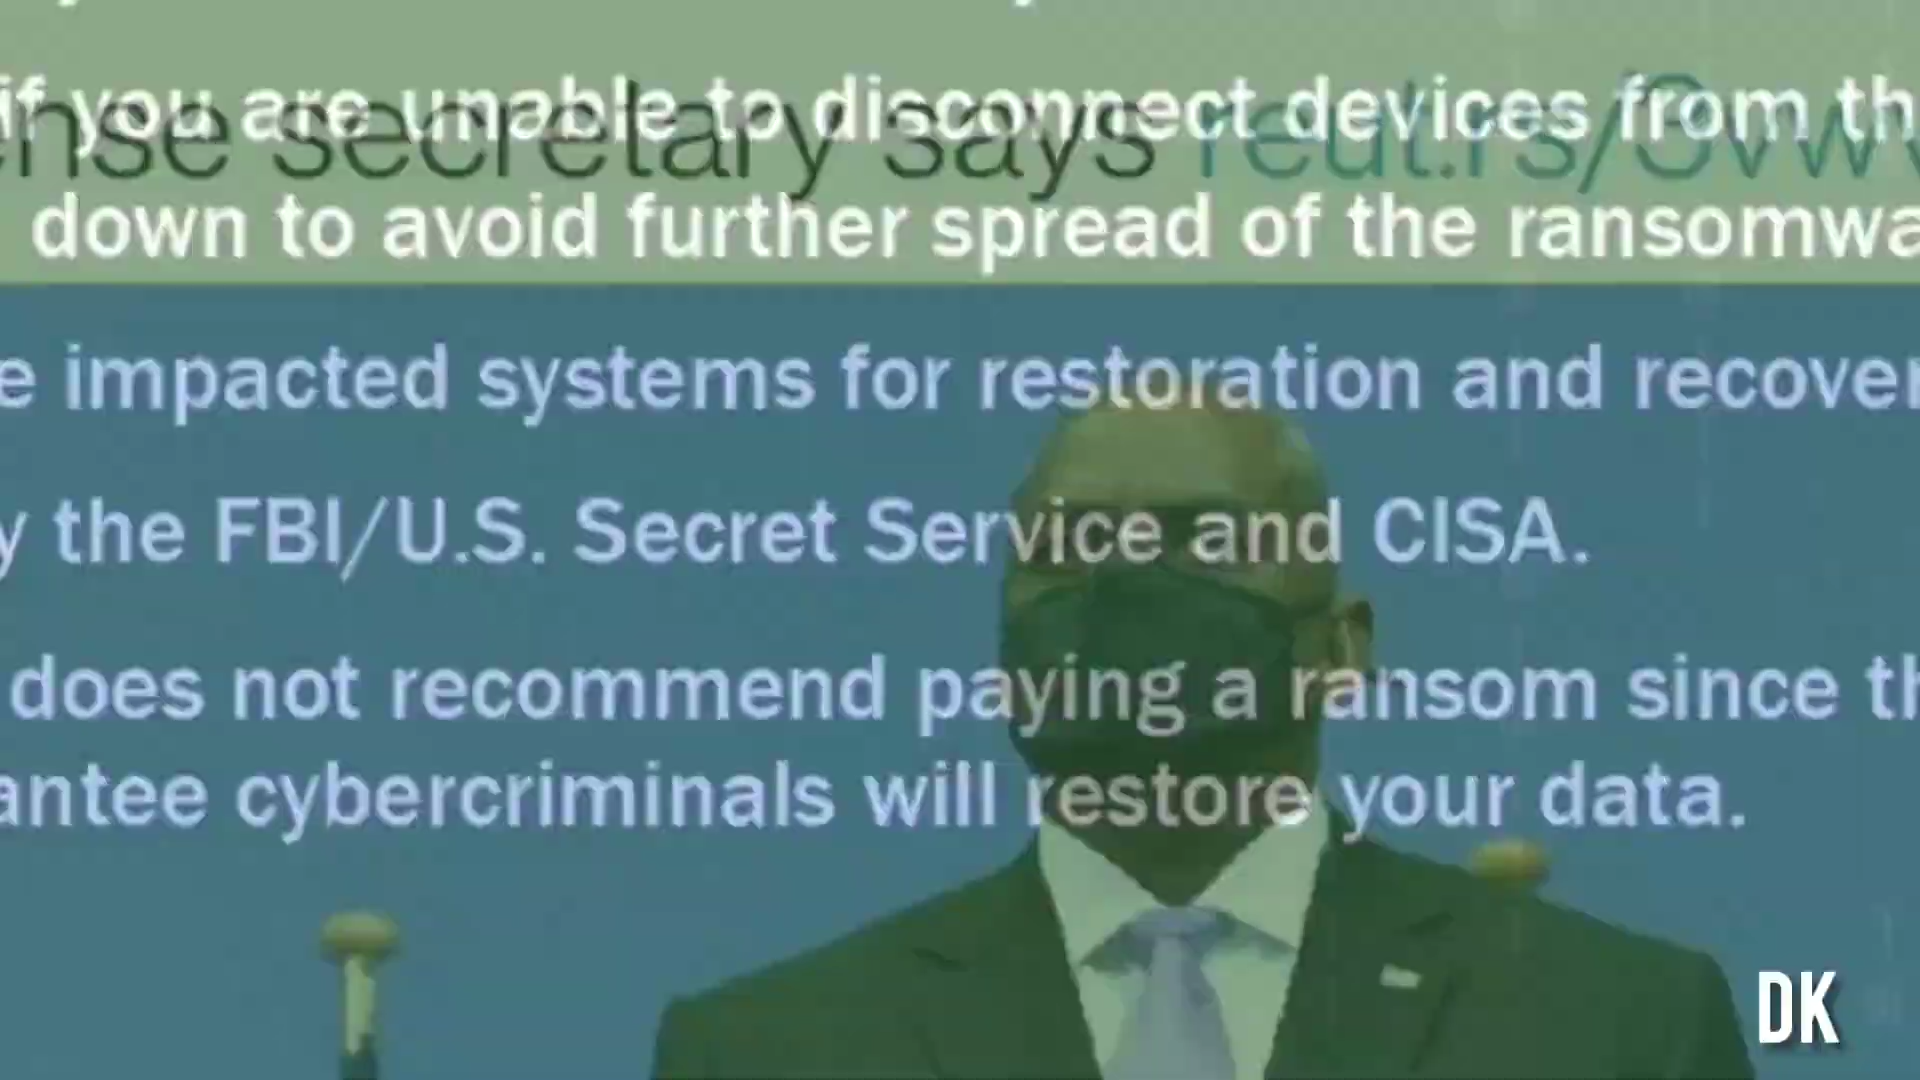 if you are unable to disconnect devices from th
nse secretary says reut.rs/3vw
down to avoid further spread of the ransomwa
e impacted systems for restoration and recover
y the FBI/U.S. Secret Service and CISA.
does not recommend paying a ransom since th
antee cybercriminals will restore your data.
DK